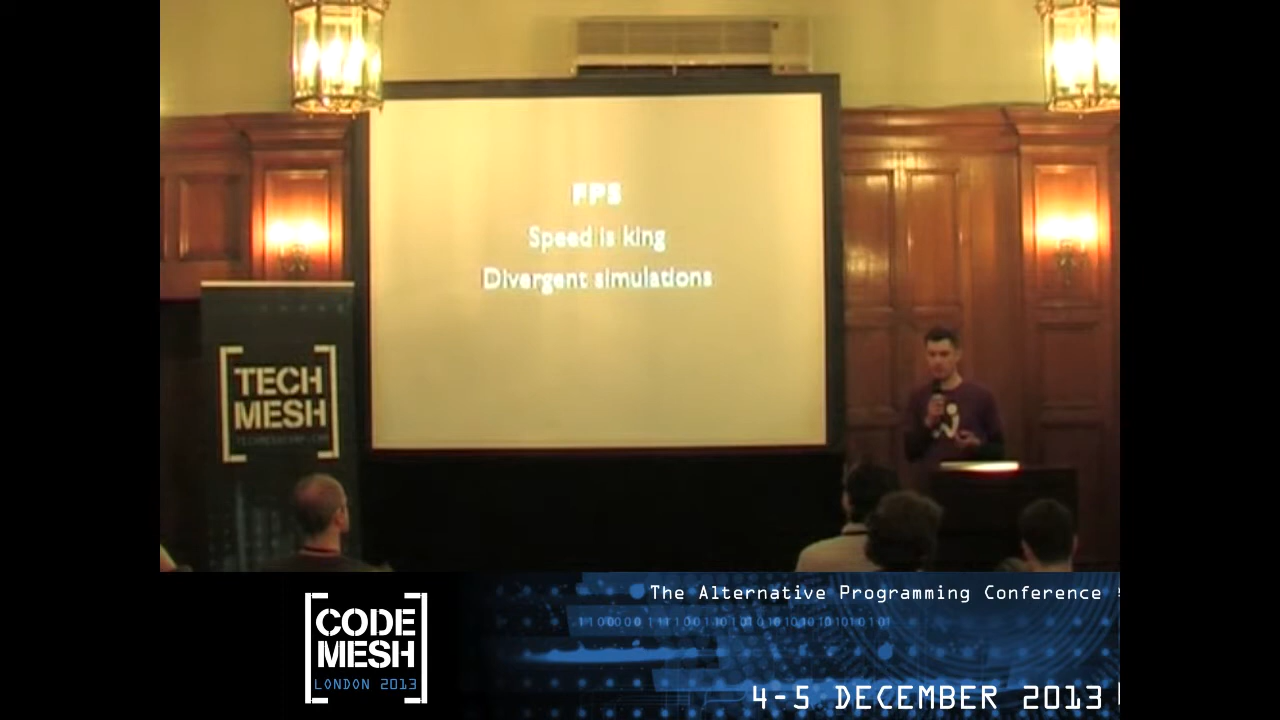 FPS
Speed is king
Divergent simulations
TECH
MESH
CODE
MESH
LONDON 2013
The Alternative Programming Conference
4-5 DECEMBER 2013